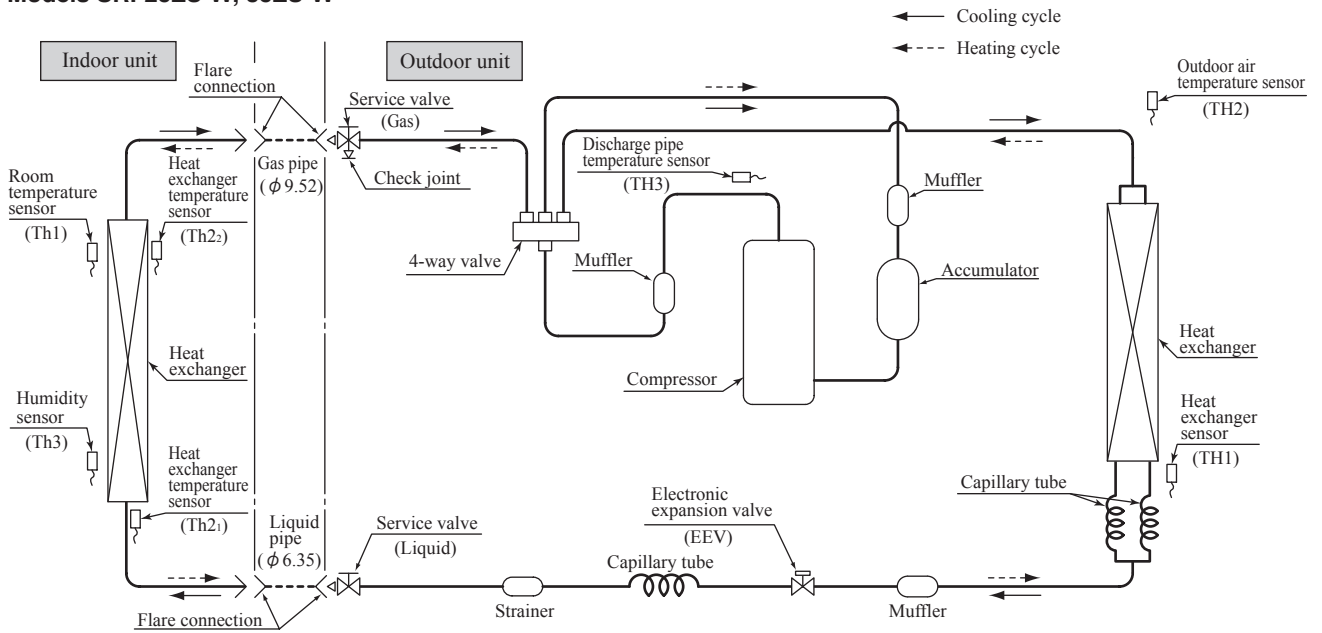 Cooling cycle
Heating cycle
Indoor unit
Outdoor unit
Flare
connection
Service valve
(Gas)
Outdoor air
temperature sensor
(TH2)
Gas pipe
(ϕ9.52)
Check joint
Heat
exchanger
temperature
sensor
(Th2₂)
Room
temperature
sensor
(Th1)
Discharge pipe
temperature sensor
(TH3)
Muffler
4-way valve
Muffler
Accumulator
Heat
exchanger
Heat
exchanger
Compressor
Humidity
sensor
(Th3)
Heat
exchanger
sensor
(TH1)
Heat
exchanger
temperature
sensor
(Th2₁)
Capillary tube
Liquid
pipe
(ϕ6.35)
Service valve
(Liquid)
Electronic
expansion valve
(EEV)
Capillary tube
Strainer
Muffler
Flare connection